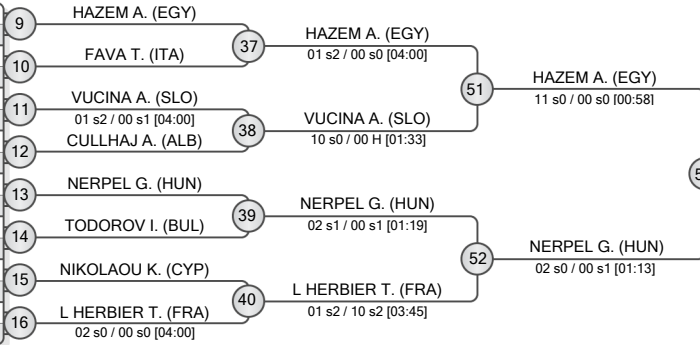 9
HAZEM A. (EGY)
10
FAVA T. (ITA)
37
HAZEM A. (EGY)
01 s2 / 00 s0 [04:00]
11
VUCINA A. (SLO)
01 s2 / 00 s1 [04:00]
12
CULLHAJ A. (ALB)
38
VUCINA A. (SLO)
10 s0 / 00 H [01:33]
51
HAZEM A. (EGY)
11 s0 / 00 s0 [00:58]
13
NERPEL G. (HUN)
14
TODOROV I. (BUL)
39
NERPEL G. (HUN)
02 s1 / 00 s1 [01:19]
15
NIKOLAOU K. (CYP)
16
L HERBIER T. (FRA)
02 s0 / 00 s0 [04:00]
40
L HERBIER T. (FRA)
01 s2 / 10 s2 [03:45]
52
NERPEL G. (HUN)
02 s0 / 00 s1 [01:13]